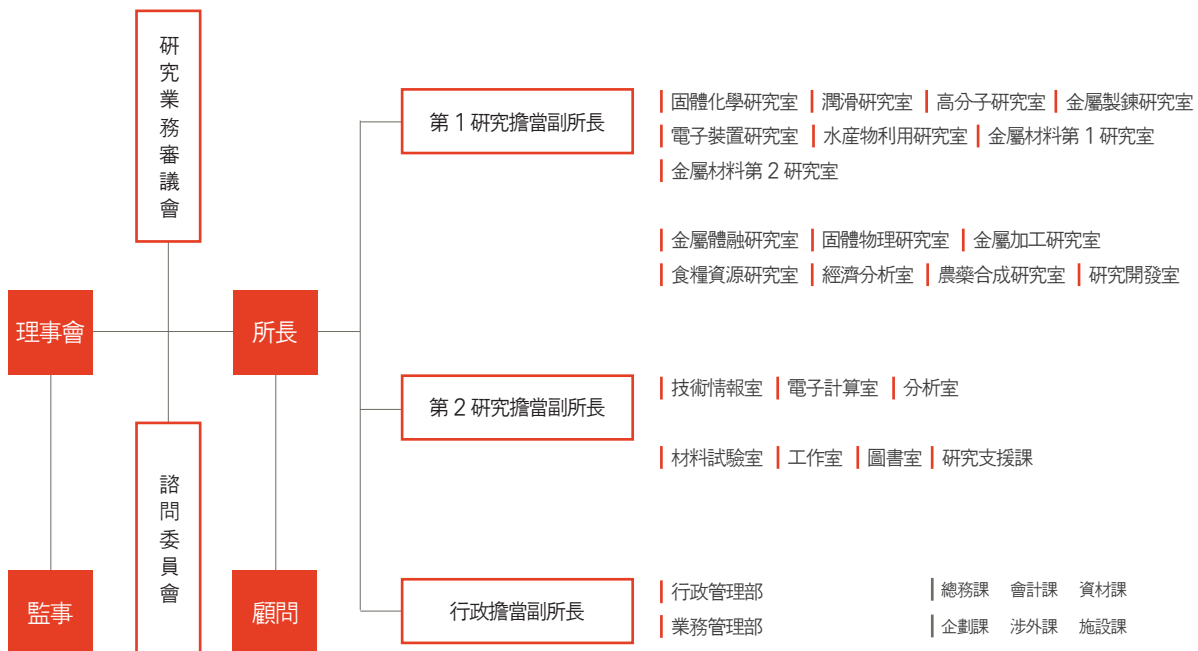 研究業務審議會
理事會
所長
諮問委員會
監事
顧問
第 1 研究擔當副所長
固體化學研究室 潤滑研究室 高分子研究室 金屬製鍊研究室
電子裝置研究室 水産物利用研究室 金屬材料第 1 研究室
金屬材料第 2 研究室
金屬體融研究室 固體物理研究室 金屬加工研究室
食糧資源研究室 經濟分析室 農藥合成研究室 研究開發室
第 2 研究擔當副所長
技術情報室 電子計算室 分析室
材料試驗室 工作室 圖書室 研究支援課
行政擔當副所長
行政管理部 總務課 會計課 資材課
業務管理部 企劃課 涉外課 施設課